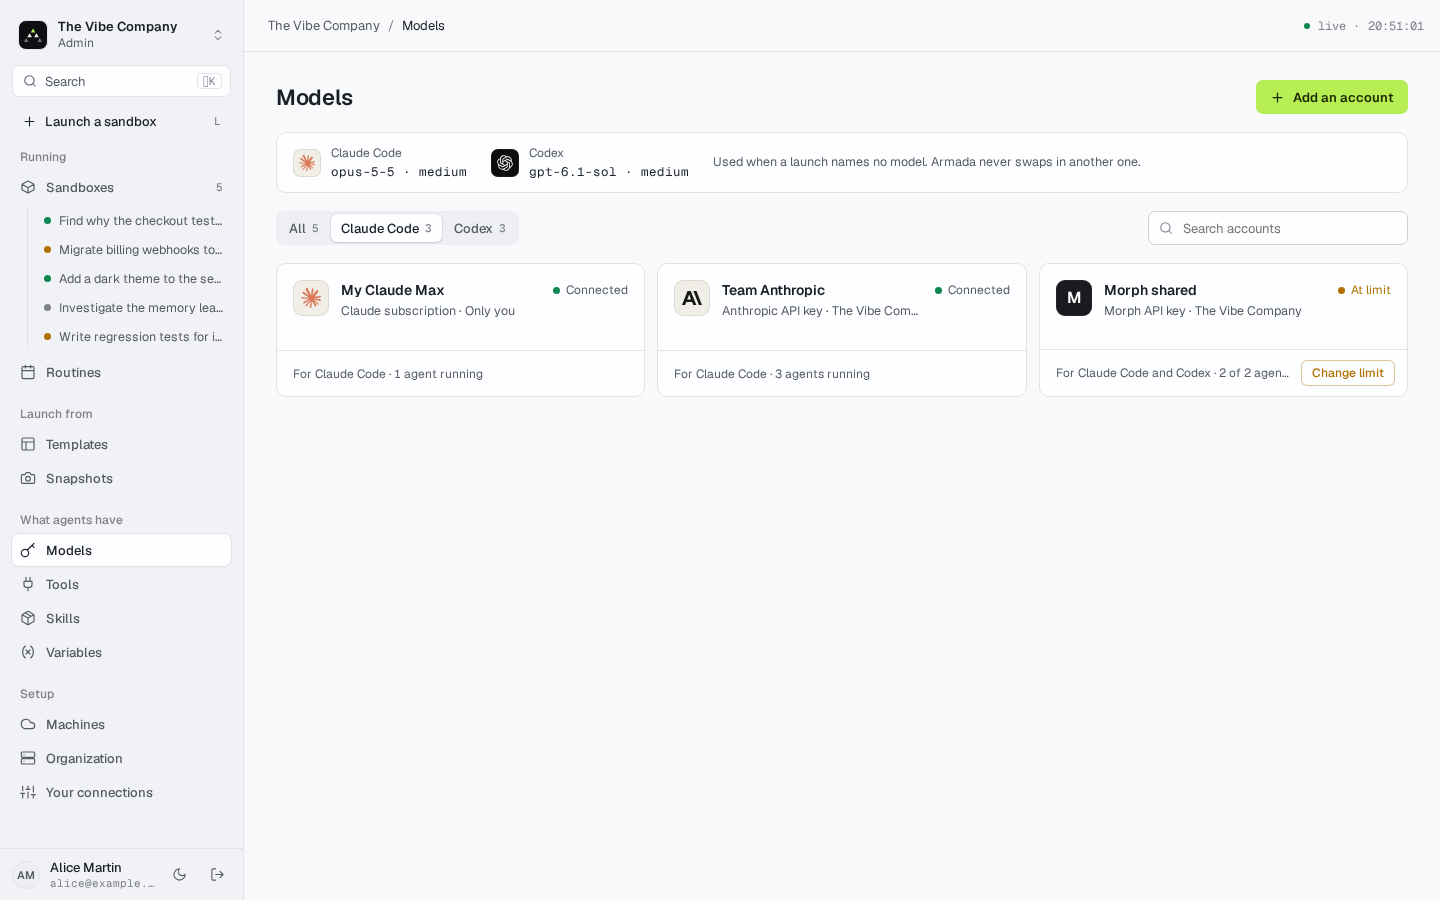 The Vibe Company
Admin
Search
K
Launch a sandbox
L
Running
Sandboxes 5
Find why the checkout test...
Migrate billing webhooks to...
Add a dark theme to the se...
Investigate the memory lea...
Write regression tests for i...
Routines
Launch from
Templates
Snapshots
What agents have
Models
Tools
Skills
Variables
Setup
Machines
Organization
Your connections
AM
Alice Martin
alice@example....
The Vibe Company / Models
live · 20:51:01
Models
+ Add an account
Claude Code
opus-5-5 · medium
Codex
gpt-6.1-sol · medium
Used when a launch names no model. Armada never swaps in another one.
All 5
Claude Code 3
Codex 3
Search accounts
My Claude Max
Connected
Claude subscription · Only you
For Claude Code · 1 agent running
Team Anthropic
Connected
Anthropic API key · The Vibe Com...
For Claude Code · 3 agents running
M
Morph shared
At limit
Morph API key · The Vibe Company
For Claude Code and Codex · 2 of 2 agen...
Change limit